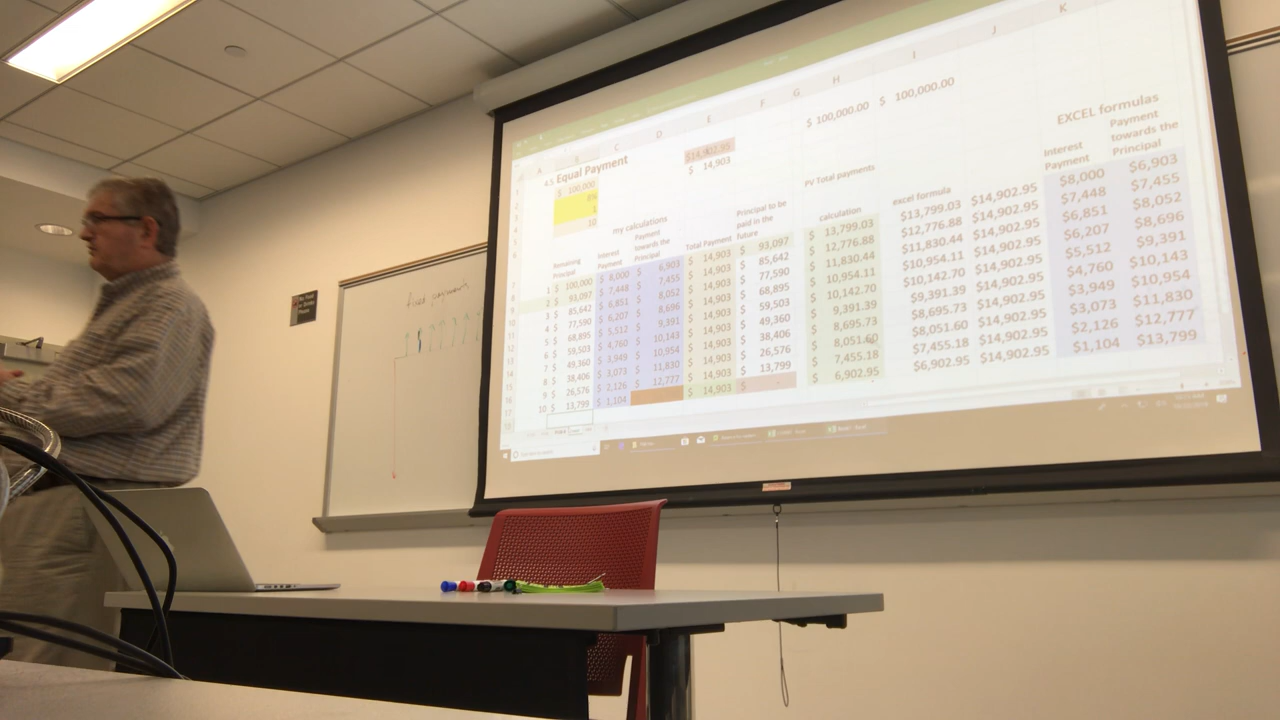 fixed payments
A C D E F G H I J K
4.5 Equal Payment
$ 100,000
8%
10
$14,902.95
$ 14,903
$ 100,000.00 $ 100,000.00
EXCEL formulas
my calculations
PV Total payments
Remaining Principal
Interest Payment
Payment towards the Principal
Total Payment
Principal to be paid in the future
calculation
excel formula
Interest Payment
Payment towards the Principal
1 $ 100,000 $ 8,000 $ 6,903 $ 14,903 $ 93,097 $ 13,799.03 $13,799.03 $14,902.95 $8,000 $6,903
2 $ 93,097 $ 7,448 $ 7,455 $ 14,903 $ 85,642 $ 12,776.88 $12,776.88 $14,902.95 $7,448 $7,455
3 $ 85,642 $ 6,851 $ 8,052 $ 14,903 $ 77,590 $ 11,830.44 $11,830.44 $14,902.95 $6,851 $8,052
4 $ 77,590 $ 6,207 $ 8,696 $ 14,903 $ 68,895 $ 10,954.11 $10,954.11 $14,902.95 $6,207 $8,696
5 $ 68,895 $ 5,512 $ 9,391 $ 14,903 $ 59,503 $ 10,142.70 $10,142.70 $14,902.95 $5,512 $9,391
6 $ 59,503 $ 4,760 $ 10,143 $ 14,903 $ 49,360 $ 9,391.39 $9,391.39 $14,902.95 $4,760 $10,143
7 $ 49,360 $ 3,949 $ 10,954 $ 14,903 $ 38,406 $ 8,695.73 $8,695.73 $14,902.95 $3,949 $10,954
8 $ 38,406 $ 3,073 $ 11,830 $ 14,903 $ 26,576 $ 8,051.60 $8,051.60 $14,902.95 $3,073 $11,830
9 $ 26,576 $ 2,126 $ 12,777 $ 14,903 $ 13,799 $ 7,455.18 $7,455.18 $14,902.95 $2,126 $12,777
10 $ 13,799 $ 1,104 $ 14,903 $ $ 6,902.95 $6,902.95 $14,902.95 $1,104 $13,799